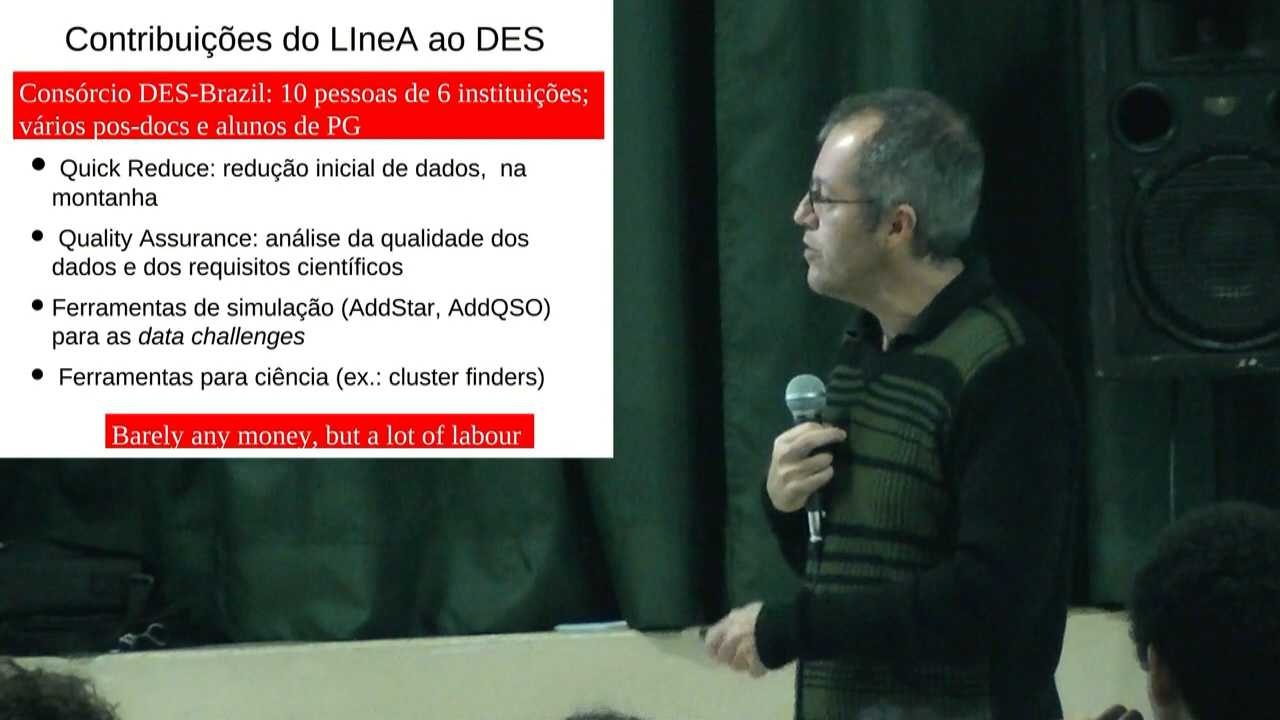 Contribuições do LIneA ao DES
Consórcio DES-Brazil: 10 pessoas de 6 instituições;
vários pos-docs e alunos de PG
• Quick Reduce: redução inicial de dados, na
montanha
• Quality Assurance: análise da qualidade dos
dados e dos requisitos científicos
• Ferramentas de simulação (AddStar, AddQSO)
para as data challenges
• Ferramentas para ciência (ex.: cluster finders)
Barely any money, but a lot of labour